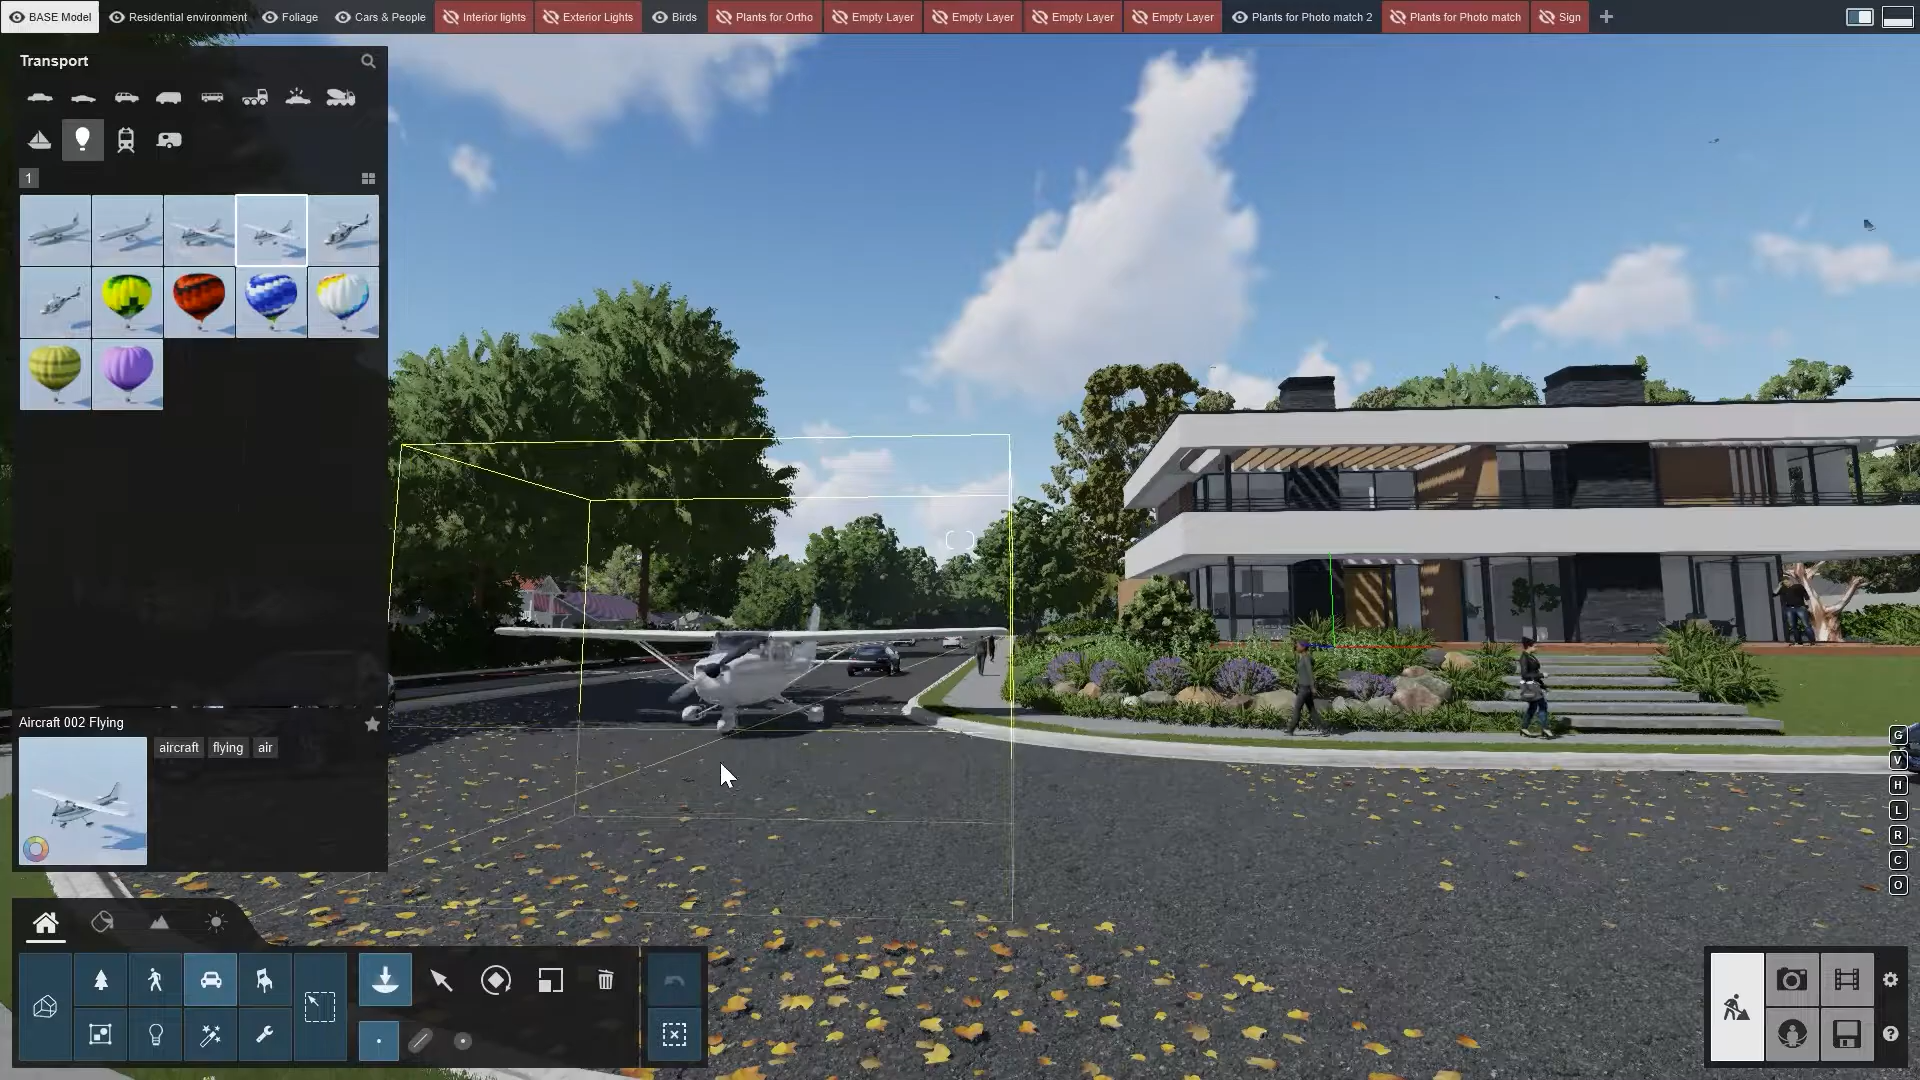 BASE Model
Residential environment
Foliage
Cars & People
Interior lights
Exterior Lights
Birds
Plants for Ortho
Empty Layer
Empty Layer
Empty Layer
Empty Layer
Plants for Photo match 2
Plants for Photo match
Sign
Transport
1
Aircraft 002 Flying
aircraft flying air
G
V
H
L
R
C
O
?